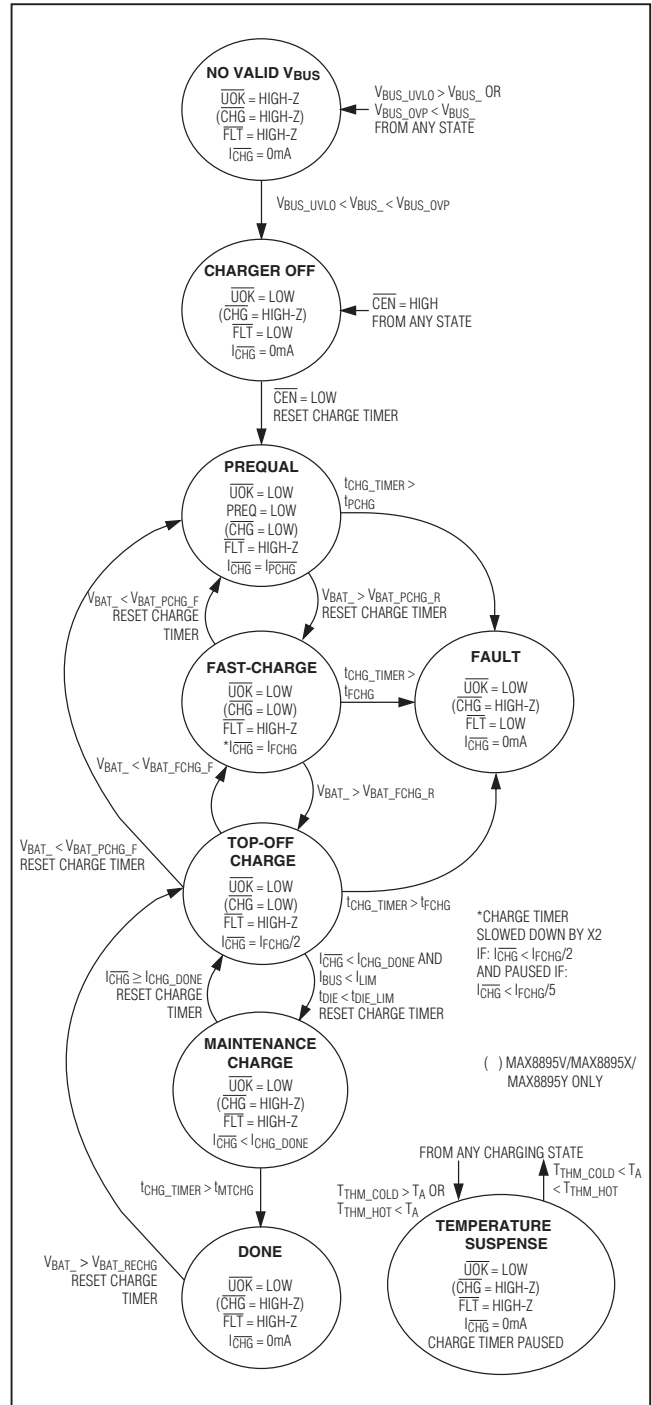 NO VALID VBUS
UOK = HIGH-Z
(CHG = HIGH-Z)
FLT = HIGH-Z
ICHG = 0mA
VBUS_UVLO > VBUS_ OR
VBUS_OVP < VBUS_
FROM ANY STATE
VBUS_UVLO < VBUS_ < VBUS_OVP
CHARGER OFF
UOK = LOW
(CHG = HIGH-Z)
FLT = LOW
ICHG = 0mA
CEN = HIGH
FROM ANY STATE
CEN = LOW
RESET CHARGE TIMER
PREQUAL
UOK = LOW
PREQ = LOW
(CHG = LOW)
FLT = HIGH-Z
ICHG = IPCHG
tCHG_TIMER >
tPCHG
VBAT_ < VBAT_PCHG_F
RESET CHARGE
TIMER
VBAT_ > VBAT_PCHG_R
RESET CHARGE TIMER
FAST-CHARGE
UOK = LOW
(CHG = LOW)
FLT = HIGH-Z
*ICHG = IFCHG
tCHG_TIMER >
tFCHG
FAULT
UOK = LOW
(CHG = HIGH-Z)
FLT = LOW
ICHG = 0mA
VBAT_ < VBAT_FCHG_F
VBAT_ > VBAT_FCHG_R
VBAT_ < VBAT_PCHG_F
RESET CHARGE TIMER
TOP-OFF
CHARGE
UOK = LOW
(CHG = LOW)
FLT = HIGH-Z
ICHG = IFCHG/2
tCHG_TIMER > tFCHG
*CHARGE TIMER
SLOWED DOWN BY X2
IF: ICHG < IFCHG/2
AND PAUSED IF:
ICHG < IFCHG/5
ICHG ≥ ICHG_DONE
RESET CHARGE
TIMER
ICHG < ICHG_DONE AND
IBUS < ILIM
tDIE < tDIE_LIM
RESET CHARGE TIMER
MAINTENANCE
CHARGE
UOK = LOW
(CHG = HIGH-Z)
FLT = HIGH-Z
ICHG < ICHG_DONE
( ) MAX8895V/MAX8895X/
MAX8895Y ONLY
tCHG_TIMER > tMTCHG
FROM ANY CHARGING STATE
TTHM_COLD > TA OR
TTHM_HOT < TA
TTHM_COLD < TA
< TTHM_HOT
VBAT_ > VBAT_RECHG
RESET CHARGE
TIMER
DONE
UOK = LOW
(CHG = HIGH-Z)
FLT = HIGH-Z
ICHG = 0mA
TEMPERATURE
SUSPENSE
UOK = LOW
(CHG = HIGH-Z)
FLT = HIGH-Z
ICHG = 0mA
CHARGE TIMER PAUSED